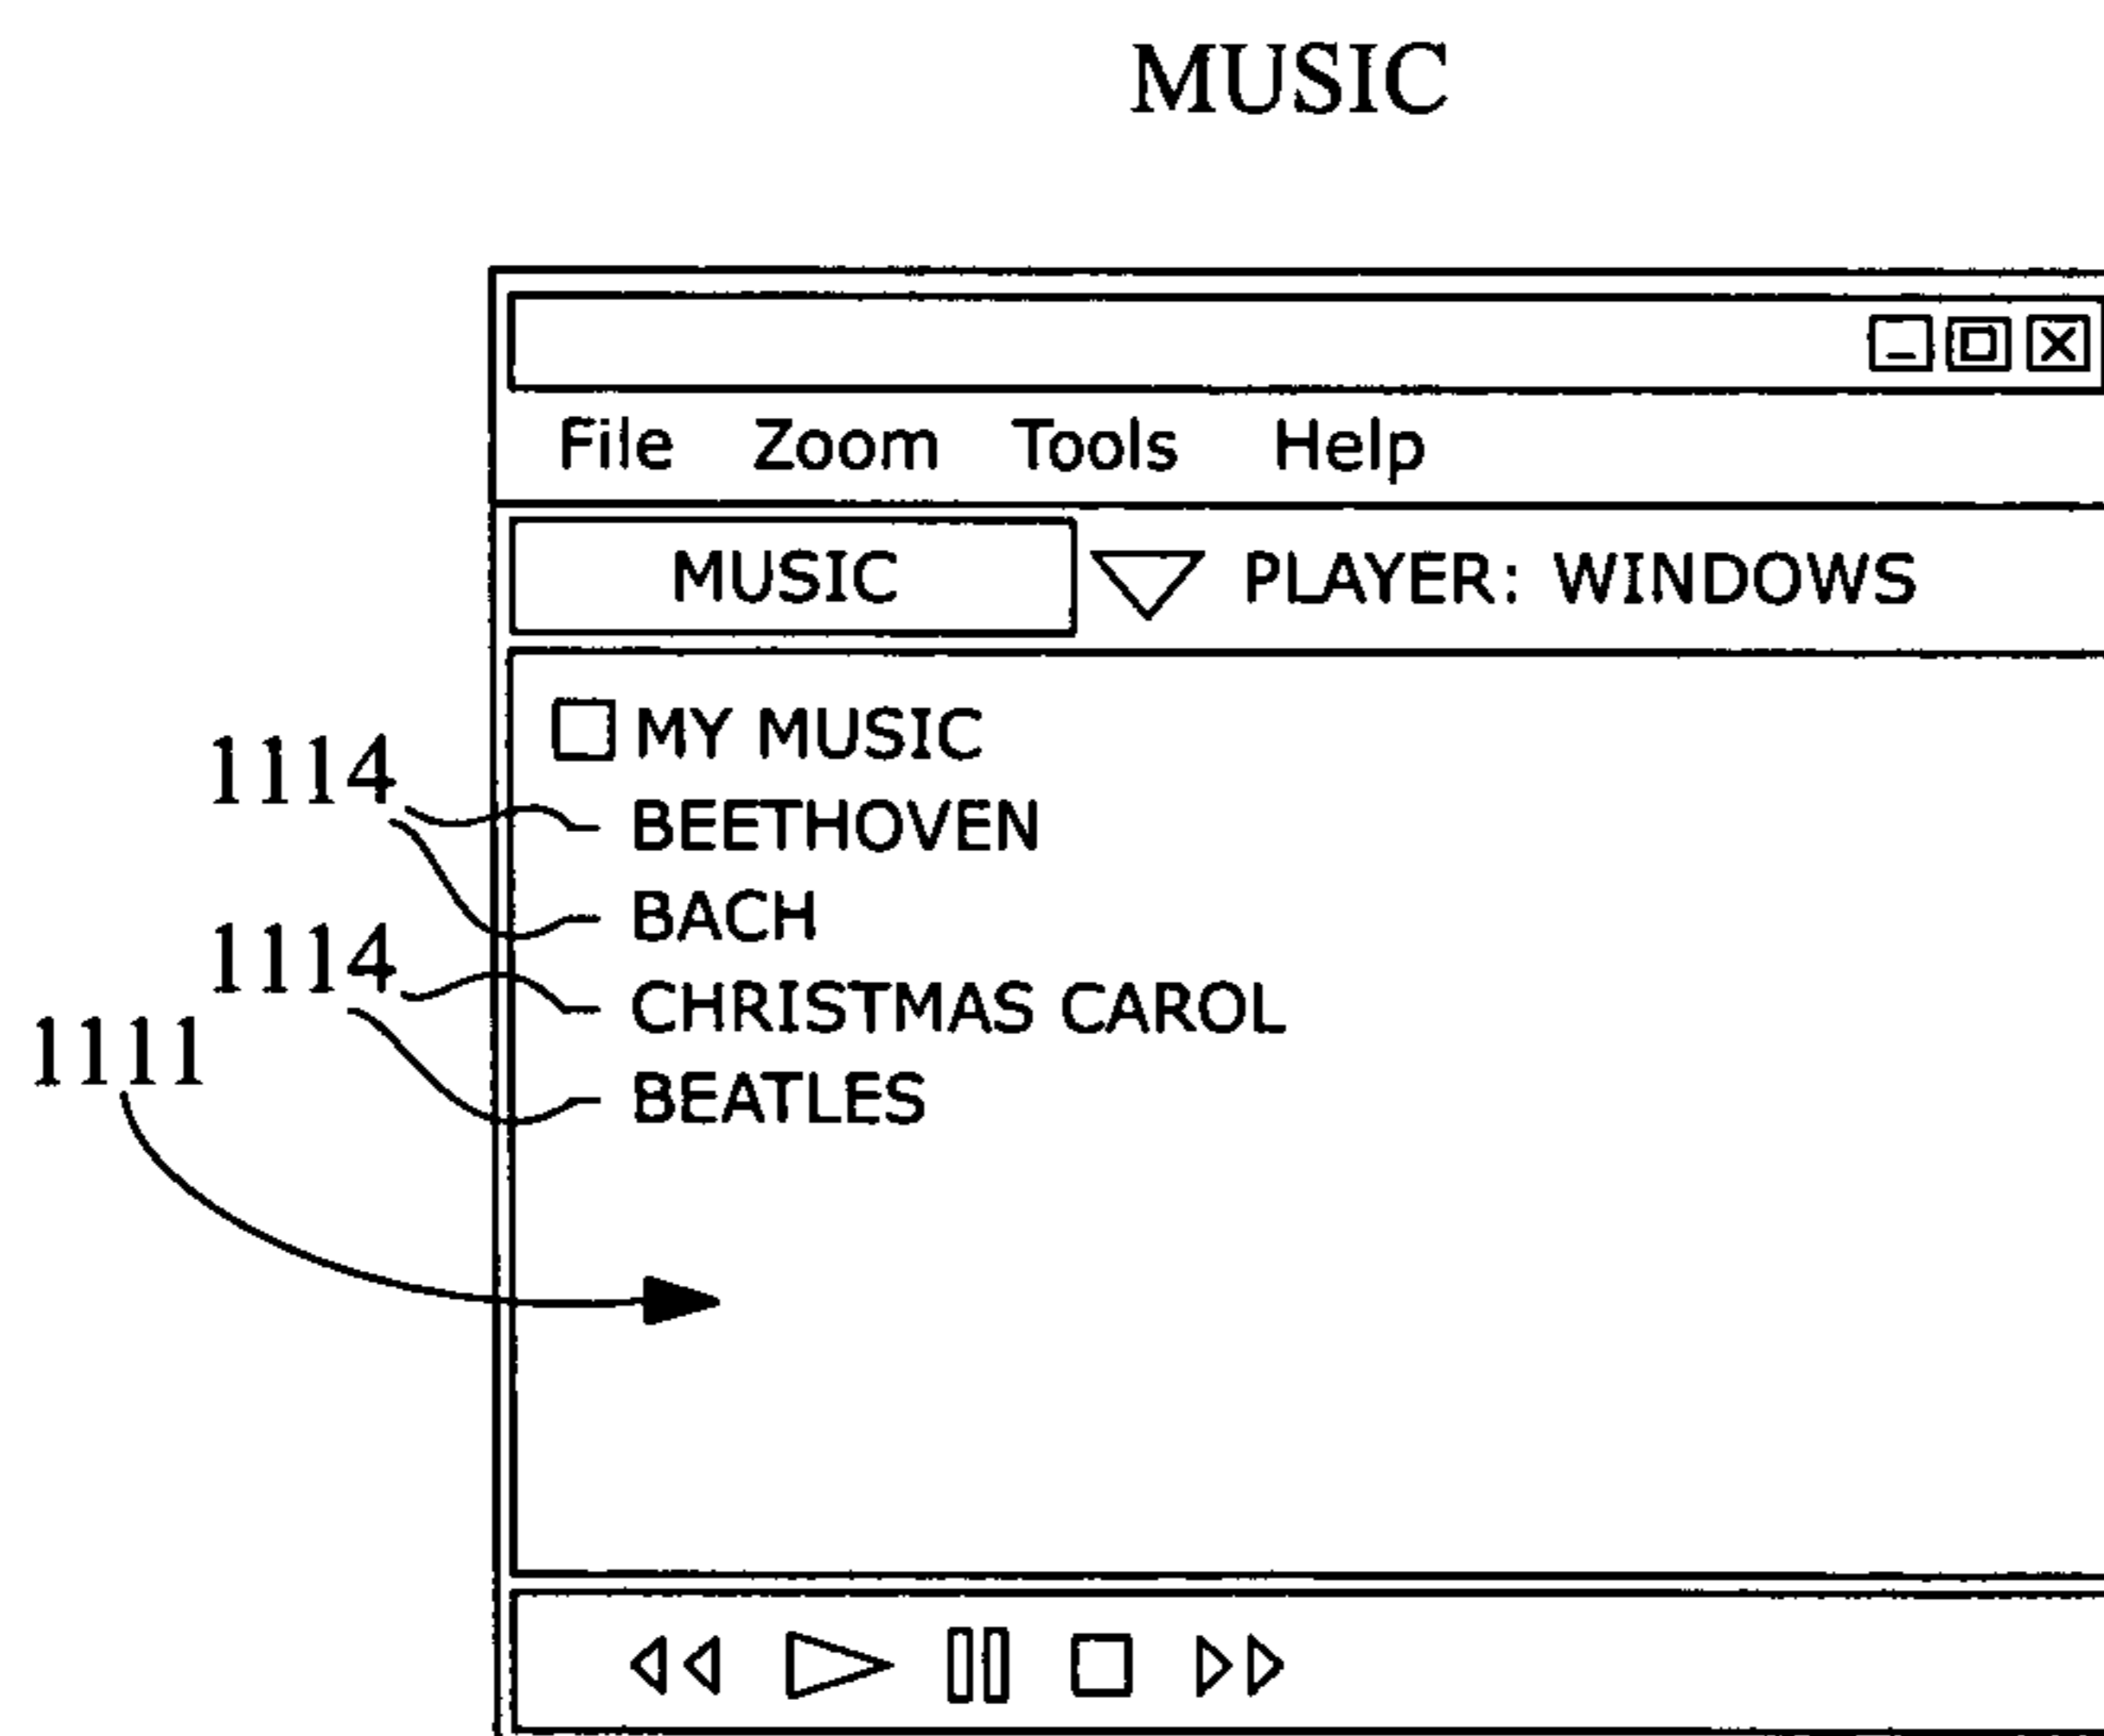 MUSIC
File Zoom Tools Help
MUSIC PLAYER: WINDOWS
MY MUSIC
1114
BEETHOVEN
BACH
1114
CHRISTMAS CAROL
1111
BEATLES